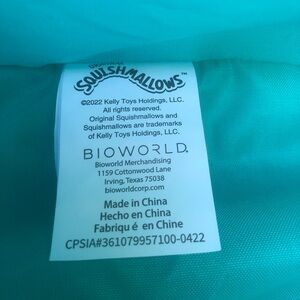 ORIGINAL
SQUISHMALLOWS™
©2022 Kelly Toys Holdings, LLC.
All rights reserved.
Original Squishmallows and
Squishmallows are trademarks
of Kelly Toys Holdings, LLC.
BIOWORLD.
Bioworld Merchandising
1159 Cottonwood Lane
Irving, Texas 75038
bioworldcorp.com
Made in China
Hecho en China
Fabriqu é en Chine
CPSIA#361079957100-0422